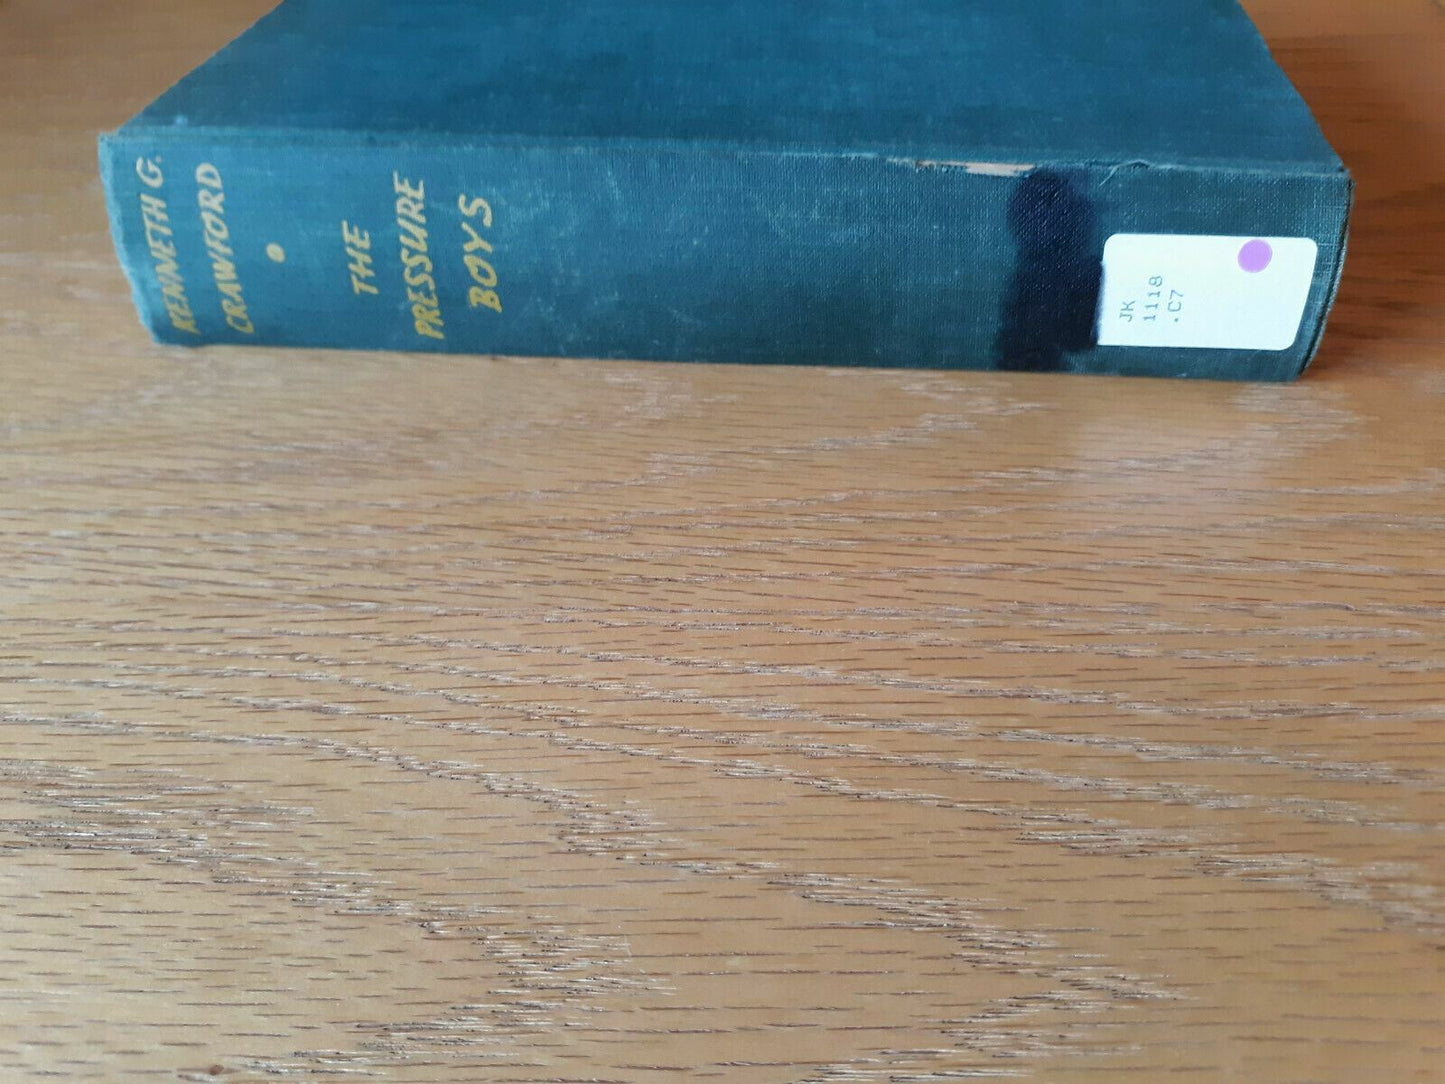 KENNETH G.
CRAWFORD
THE
PRESSURE
BOYS
JK
1118
.C7